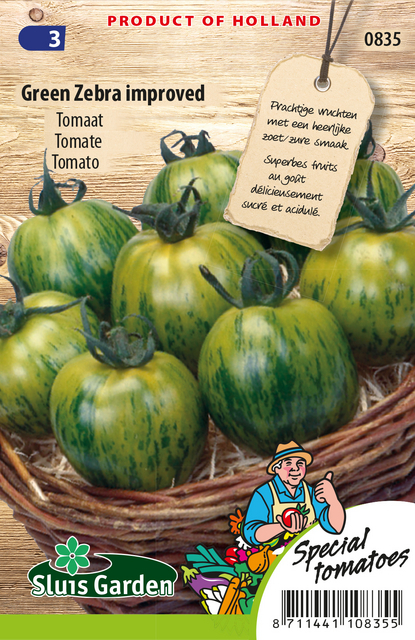 PRODUCT OF HOLLAND
3
0835
Green Zebra improved
Tomaat
Tomate
Tomato
Prachtige vruchten
met een heerlijke
zoet/zure smaak.
Superbes fruits
au goût
délicieusement
sucré et acidulé.
Special
tomatoes
Sluis Garden
8 711441 108355